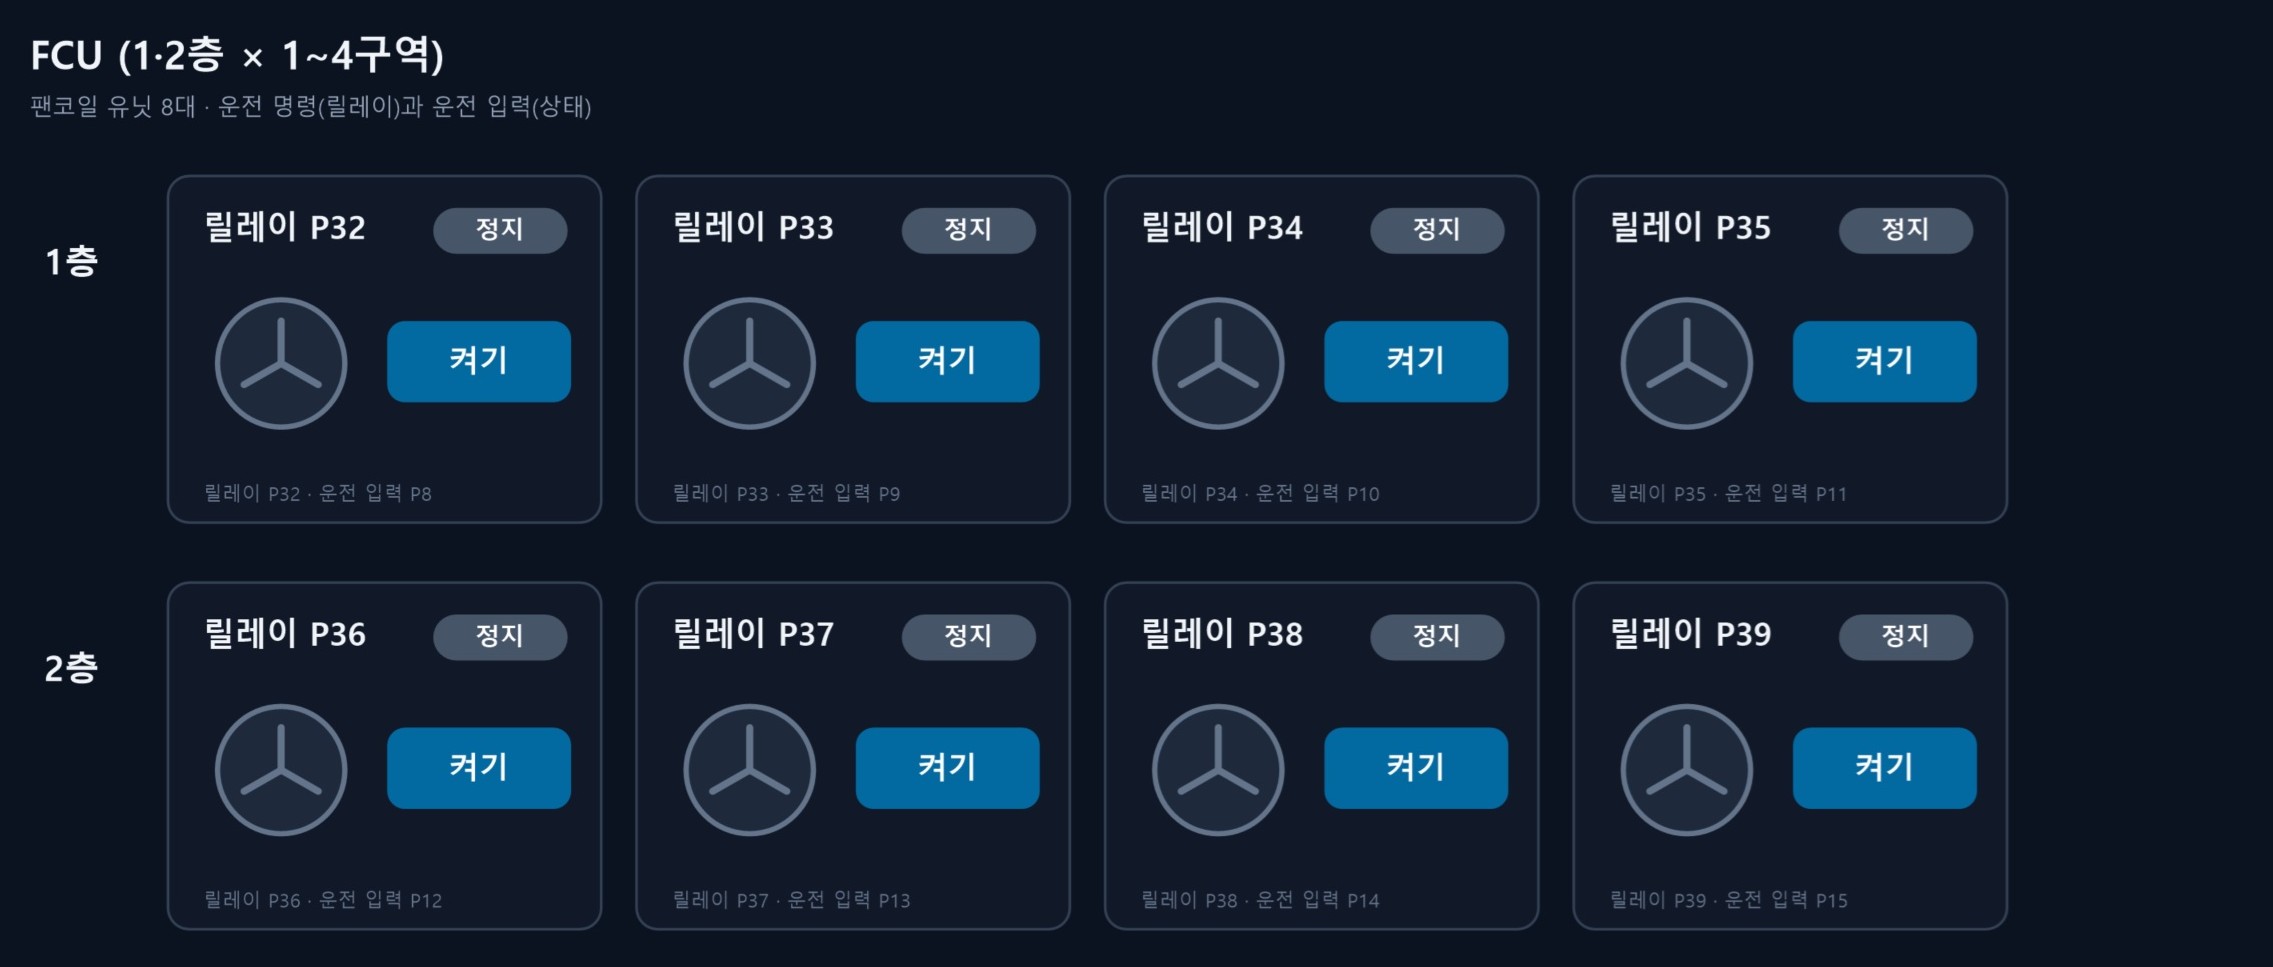 FCU (1·2층 × 1~4구역)
팬코일 유닛 8대 · 운전 명령(릴레이)과 운전 입력(상태)
1층
릴레이 P32 정지
켜기
릴레이 P32 · 운전 입력 P8
릴레이 P33 정지
켜기
릴레이 P33 · 운전 입력 P9
릴레이 P34 정지
켜기
릴레이 P34 · 운전 입력 P10
릴레이 P35 정지
켜기
릴레이 P35 · 운전 입력 P11
2층
릴레이 P36 정지
켜기
릴레이 P36 · 운전 입력 P12
릴레이 P37 정지
켜기
릴레이 P37 · 운전 입력 P13
릴레이 P38 정지
켜기
릴레이 P38 · 운전 입력 P14
릴레이 P39 정지
켜기
릴레이 P39 · 운전 입력 P15